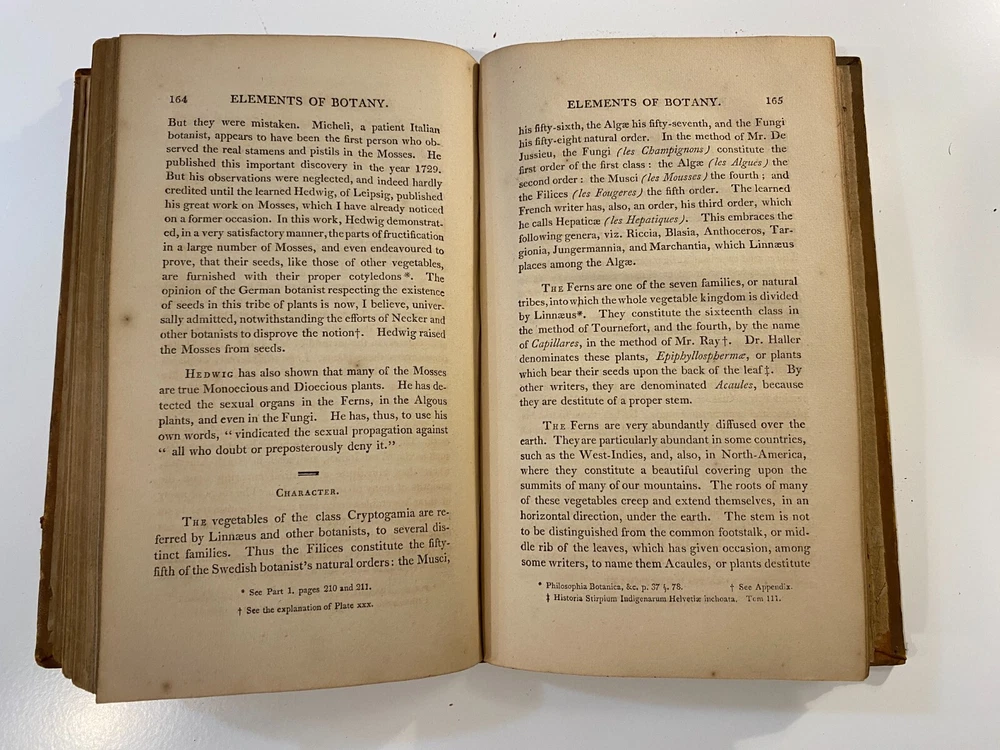 164 ELEMENTS OF BOTANY.
But they were mistaken. Micheli, a patient Italian
botanist, appears to have been the first person who ob-
served the real stamens and pistils in the Mosses. He
published this important discovery in the year 1729.
But his observations were neglected, and indeed hardly
credited until the learned Hedwig, of Leipsig, published
his great work on Mosses, which I have already noticed
on a former occasion. In this work, Hedwig demonstrat-
ed, in a very satisfactory manner, the parts of fructification
in a large number of Mosses, and even endeavoured to
prove, that their seeds, like those of other vegetables,
are furnished with their proper cotyledons*. The
opinion of the German botanist respecting the existence
of seeds in this tribe of plants is now, I believe, univer-
sally admitted, notwithstanding the efforts of Necker and
other botanists to disprove the notion†. Hedwig raised
the Mosses from seeds.
HEDWIG has also shown that many of the Mosses
are true Monoecious and Dioecious plants. He has de-
tected the sexual organs in the Ferns, in the Algous
plants, and even in the Fungi. He has, thus, to use his
own words, "vindicated the sexual propagation against
" all who doubt or preposterously deny it."
CHARACTER.
THE vegetables of the class Cryptogamia are re-
ferred by Linnæus and other botanists, to several dis-
tinct families. Thus the Filices constitute the fifty-
fifth of the Swedish botanist's natural orders: the Musci,
* See Part 1. pages 210 and 211.
† See the explanation of Plate xxx.
ELEMENTS OF BOTANY. 165
his fifty-sixth, the Algæ his fifty-seventh, and the Fungi
his fifty-eight natural order. In the method of Mr. De
Jussieu, the Fungi (les Champignons) constitute the
first order of the first class: the Algæ (les Algues) the
second order: the Musci (les Mousses) the fourth; and
the Filices (les Fougeres) the fifth order. The learned
French writer has, also, an order, his third order, which
he calls Hepaticæ (les Hepatiques). This embraces the
following genera, viz. Riccia, Blasia, Anthoceros, Tar-
gionia, Jungermannia, and Marchantia, which Linnæus
places among the Algæ.
THE Ferns are one of the seven families, or natural
tribes, into which the whole vegetable kingdom is divided
by Linnæus*. They constitute the sixteenth class in
the method of Tournefort, and the fourth, by the name
of Capillares, in the method of Mr. Ray†. Dr. Haller
denominates these plants, Epiphyllospermæ, or plants
which bear their seeds upon the back of the leaf‡. By
other writers, they are denominated Acaules, because
they are destitute of a proper stem.
THE Ferns are very abundantly diffused over the
earth. They are particularly abundant in some countries,
such as the West-Indies, and, also, in North-America,
where they constitute a beautiful covering upon the
summits of many of our mountains. The roots of many
of these vegetables creep and extend themselves, in an
horizontal direction, under the earth. The stem is not
to be distinguished from the common footstalk, or mid-
dle rib of the leaves, which has given occasion, among
some writers, to name them Acaules, or plants destitute
* Philosophia Botanica, &c. p. 37 §. 78. † See Appendix.
‡ Historia Stirpium Indigenarum Helvetiæ inchoata. Tom III.